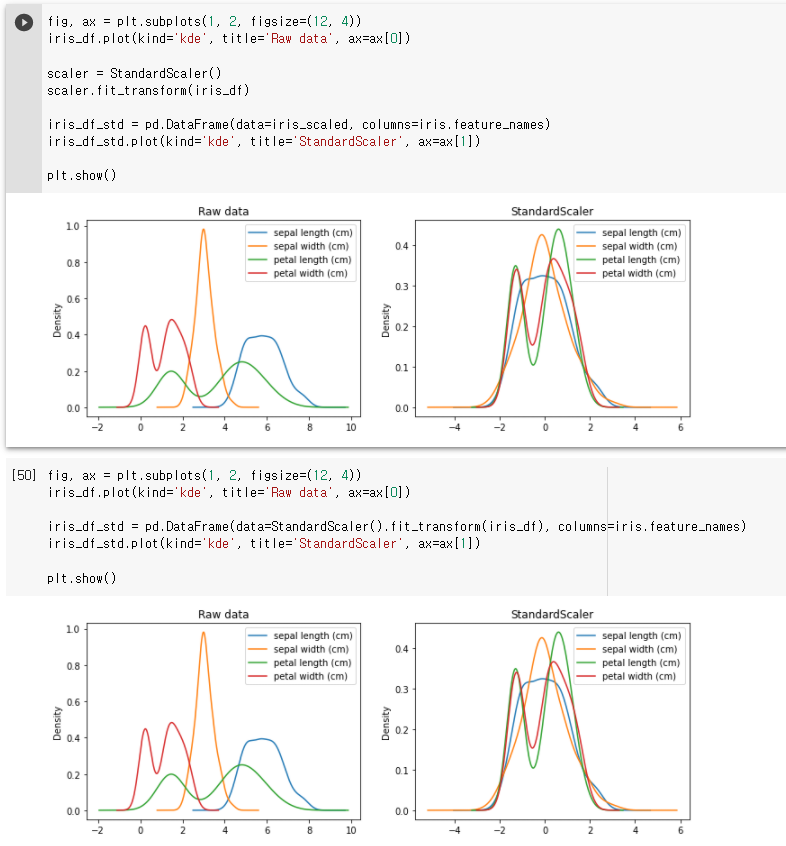 fig, ax = plt.subplots(1, 2, figsize=(12, 4))
iris_df.plot(kind='kde', title='Raw data', ax=ax[0])
scaler = StandardScaler()
scaler.fit_transform(iris_df)
iris_df_std = pd.DataFrame(data=iris_scaled, columns=iris.feature_names)
iris_df_std.plot(kind='kde', title='StandardScaler', ax=ax[1])
plt.show()
Raw data
1.0
0.8
0.6
0.4
0.2
0.0
Density
sepal length (cm)
sepal width (cm)
petal length (cm)
petal width (cm)
−2 0 2 4 6 8 10
StandardScaler
0.4
0.3
0.2
0.1
0.0
Density
sepal length (cm)
sepal width (cm)
petal length (cm)
petal width (cm)
−4 −2 0 2 4 6
[50] fig, ax = plt.subplots(1, 2, figsize=(12, 4))
iris_df.plot(kind='kde', title='Raw data', ax=ax[0])
iris_df_std = pd.DataFrame(data=StandardScaler().fit_transform(iris_df), columns=iris.feature_names)
iris_df_std.plot(kind='kde', title='StandardScaler', ax=ax[1])
plt.show()
Raw data
1.0
0.8
0.6
0.4
0.2
0.0
Density
sepal length (cm)
sepal width (cm)
petal length (cm)
petal width (cm)
−2 0 2 4 6 8 10
StandardScaler
0.4
0.3
0.2
0.1
0.0
Density
sepal length (cm)
sepal width (cm)
petal length (cm)
petal width (cm)
−4 −2 0 2 4 6